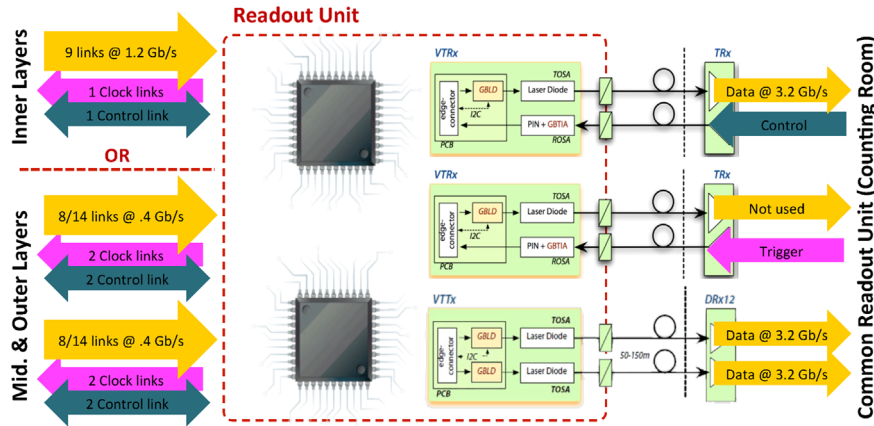 Readout Unit
Inner Layers
9 links @ 1.2 Gb/s
1 Clock links
1 Control link
OR
Mid. & Outer Layers
8/14 links @ .4 Gb/s
2 Clock links
2 Control link
8/14 links @ .4 Gb/s
2 Clock links
2 Control link
VTRx
TOSA
edge-
connector
GBLD
Laser Diode
I2C
PIN + GBTIA
PCB
ROSA
TRx
Data @ 3.2 Gb/s
Control
VTRx
TOSA
edge-
connector
GBLD
Laser Diode
I2C
PIN + GBTIA
PCB
ROSA
TRx
Not used
Trigger
VTTx
TOSA
edge-
connector
GBLD
Laser Diode
I2C
GBLD
Laser Diode
PCB
TOSA
50-150m
DRx12
Data @ 3.2 Gb/s
Data @ 3.2 Gb/s
Common Readout Unit (Counting Room)